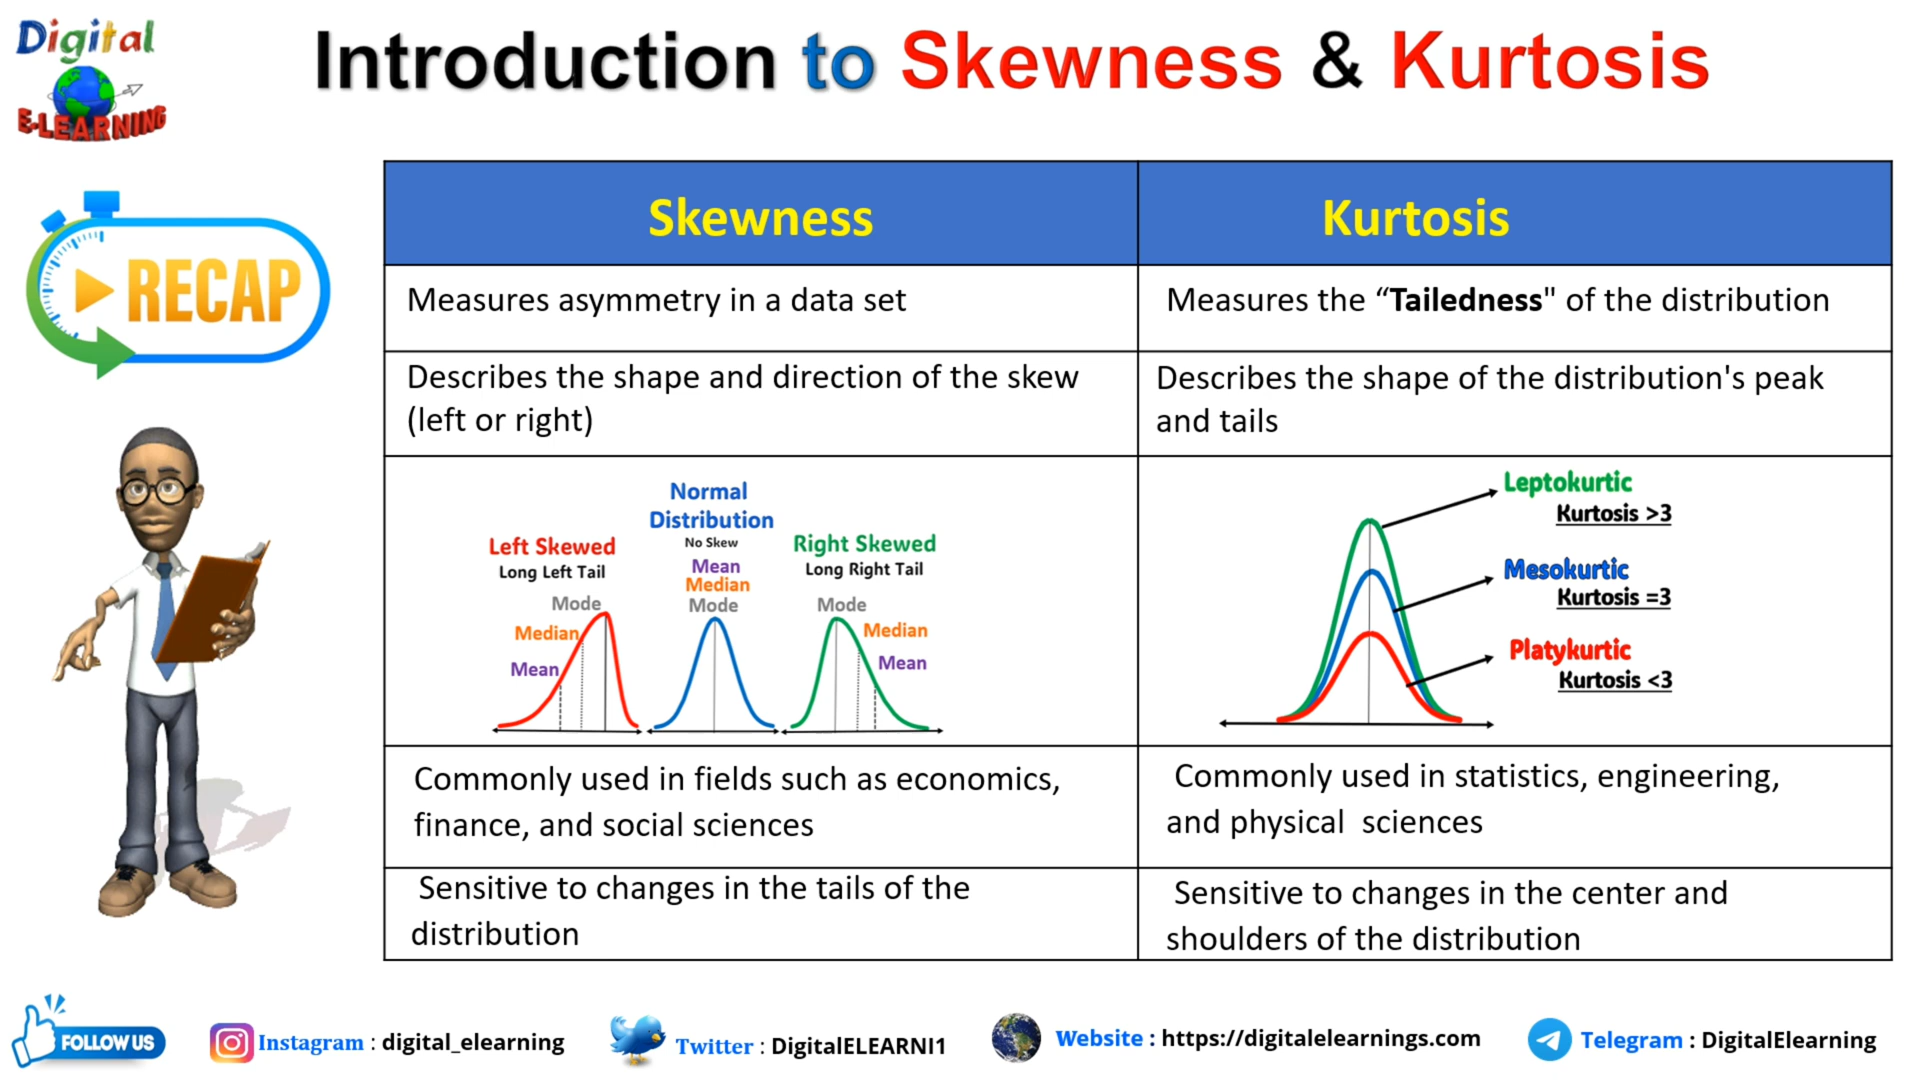 Digital
E-LEARNING
Introduction to Skewness & Kurtosis
RECAP
Skewness
Kurtosis
Measures asymmetry in a data set
Measures the “Tailedness" of the distribution
Describes the shape and direction of the skew
(left or right)
Describes the shape of the distribution's peak
and tails
Left Skewed
Long Left Tail
Mode
Median
Mean
Normal
Distribution
No Skew
Mean
Median
Mode
Right Skewed
Long Right Tail
Mode
Median
Mean
Leptokurtic
Kurtosis >3
Mesokurtic
Kurtosis =3
Platykurtic
Kurtosis <3
Commonly used in fields such as economics,
finance, and social sciences
Commonly used in statistics, engineering,
and physical sciences
Sensitive to changes in the tails of the
distribution
Sensitive to changes in the center and
shoulders of the distribution
FOLLOW US
Instagram : digital_elearning
Twitter : DigitalELEARNI1
Website : https://digitalelearnings.com
Telegram : DigitalElearning